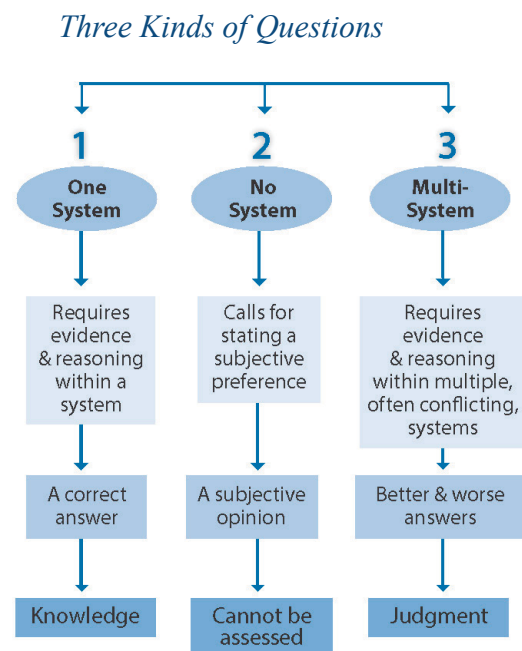 Three Kinds of Questions
1
One
System
Requires
evidence
& reasoning
within a
system
A correct
answer
Knowledge
2
No
System
Calls for
stating a
subjective
preference
A subjective
opinion
Cannot be
assessed
3
Multi-
System
Requires
evidence
& reasoning
within multiple,
often conflicting,
systems
Better & worse
answers
Judgment